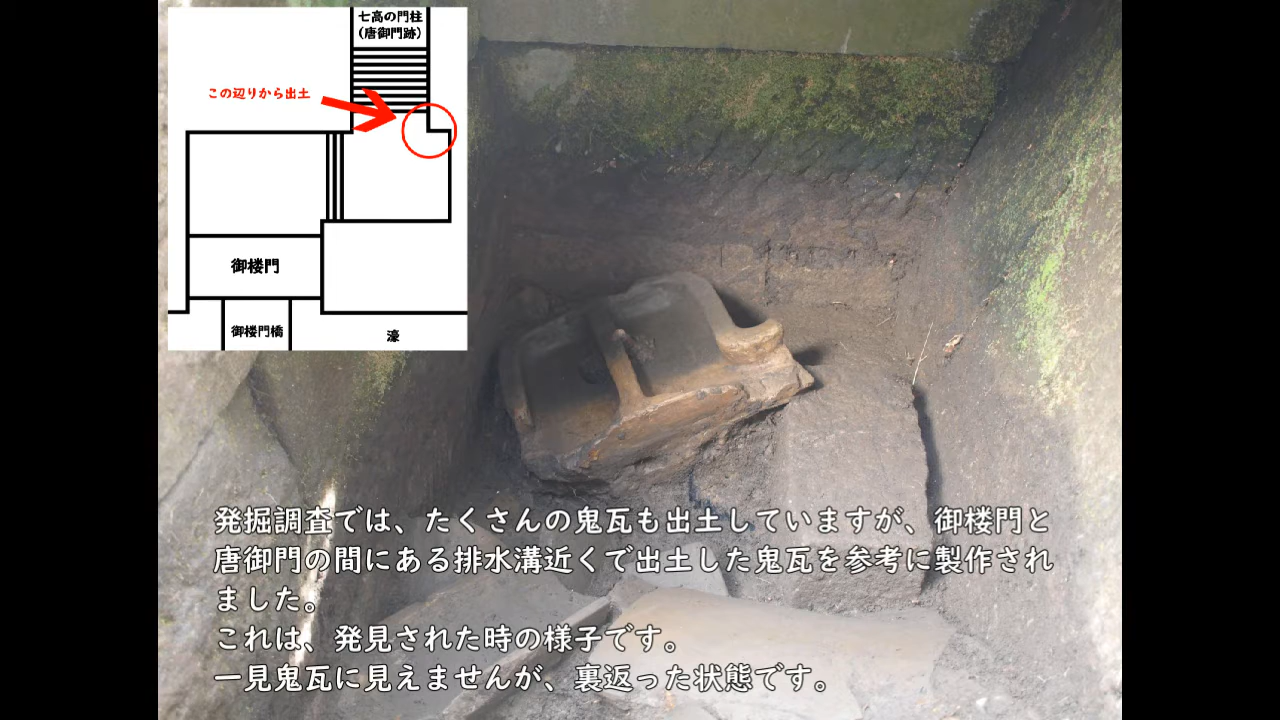 七高の門柱
(唐御門跡)
この辺りから出土
御楼門
御楼門橋
濠
発掘調査では、たくさんの鬼瓦も出土していますが、御楼門と
唐御門の間にある排水溝近くで出土した鬼瓦を参考に製作され
ました。
これは、発見された時の様子です。
一見鬼瓦に見えませんが、裏返った状態です。